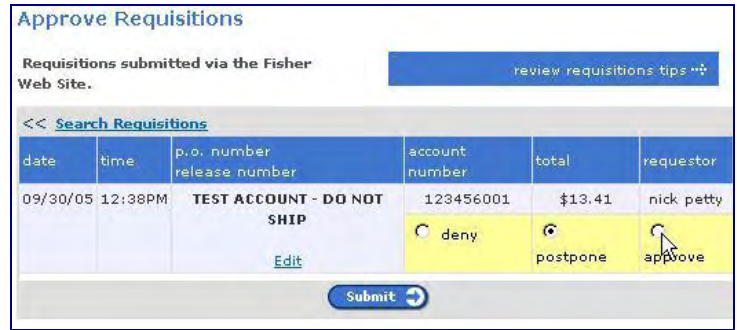 Approve Requisitions
Requisitions submitted via the Fisher
Web Site.
review requisitions tips
<< Search Requisitions
date time p.o. number account total requestor
release number number
09/30/05 12:38PM TEST ACCOUNT - DO NOT 123456001 $13.41 nick petty
SHIP
deny
Edit postpone approve
Submit